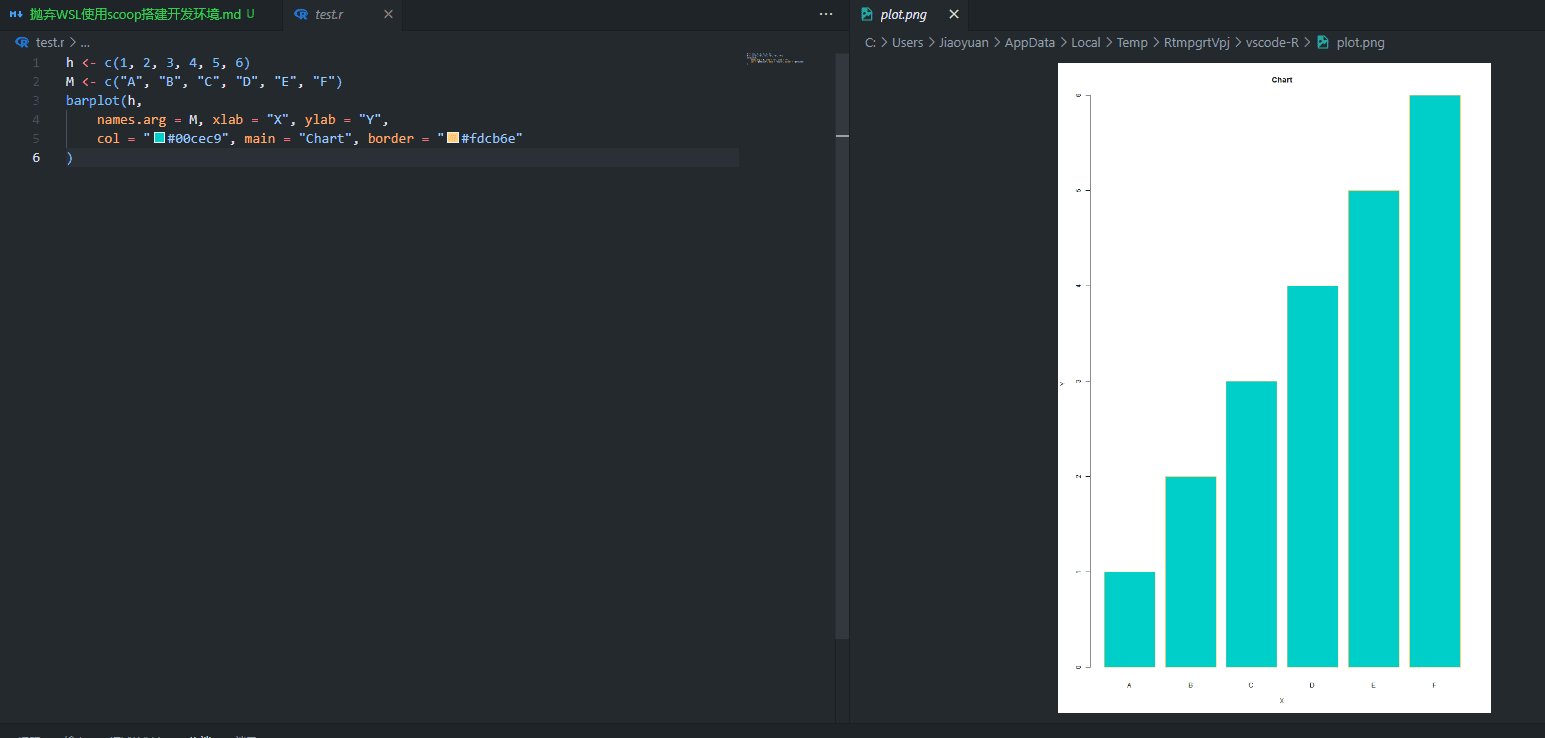 抛弃WSL使用scoop搭建开发环境.md U
test.r
plot.png
test.r > ...
C: > Users > Jiaoyuan > AppData > Local > Temp > RtmpgrtVpj > vscode-R > plot.png
1 h <- c(1, 2, 3, 4, 5, 6)
2 M <- c("A", "B", "C", "D", "E", "F")
3 barplot(h,
4 names.arg = M, xlab = "X", ylab = "Y",
5 col = "#00cec9", main = "Chart", border = "#fdcb6e"
6 )
Chart
6
5
4
3
2
1
0
Y
A B C D E F
X